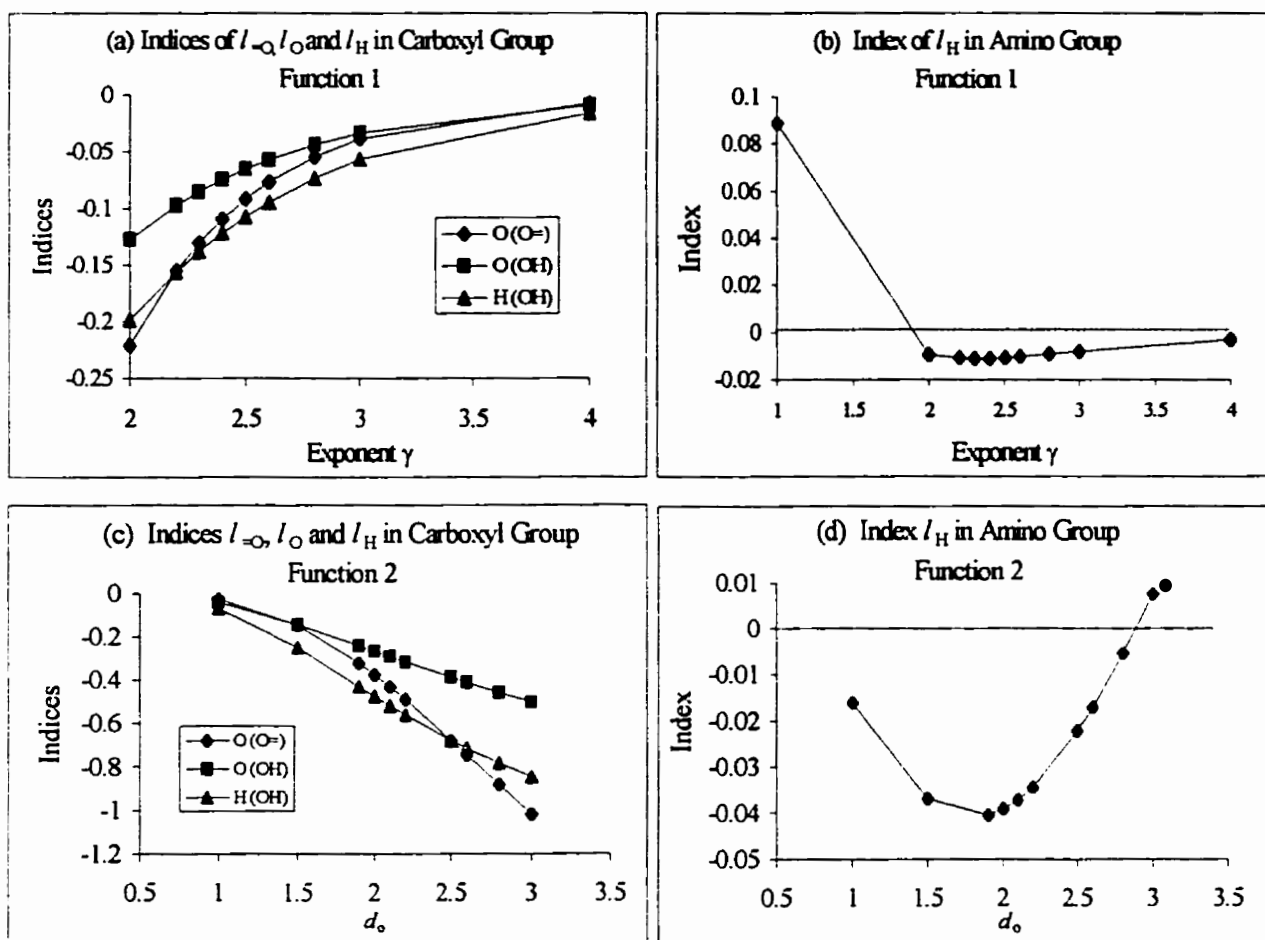 (a) Indices of l=O, lO and lH in Carboxyl Group
Function 1
0
-0.05
-0.1
-0.15
-0.2
-0.25
Indices
O(O=)
O(OH)
H(OH)
2 2.5 3 3.5 4
Exponent γ
(b) Index of lH in Amino Group
Function 1
0.1
0.08
0.06
0.04
0.02
0
-0.02
Index
1 1.5 2 2.5 3 3.5 4
Exponent γ
(c) Indices l=O, lO and lH in Carboxyl Group
Function 2
0
-0.2
-0.4
-0.6
-0.8
-1
-1.2
Indices
O(O=)
O(OH)
H(OH)
0.5 1 1.5 2 2.5 3 3.5
do
(d) Index lH in Amino Group
Function 2
0.01
0
-0.01
-0.02
-0.03
-0.04
-0.05
Index
0.5 1 1.5 2 2.5 3 3.5
do